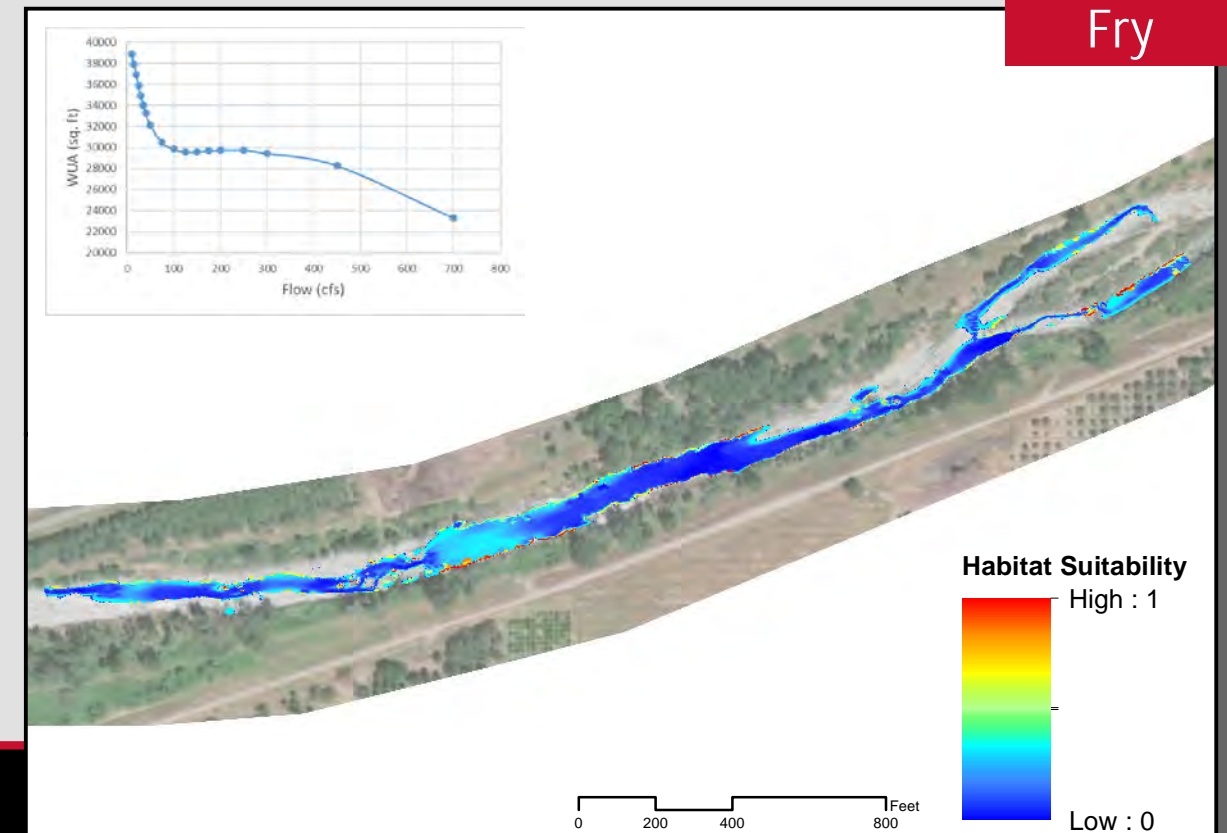 Fry
40000
38000
36000
34000
32000
30000
28000
26000
24000
22000
20000
WUA (sq. ft)
0 100 200 300 400 500 600 700 800
Flow (cfs)
Habitat Suitability
High : 1
Low : 0
Feet
0 200 400 800